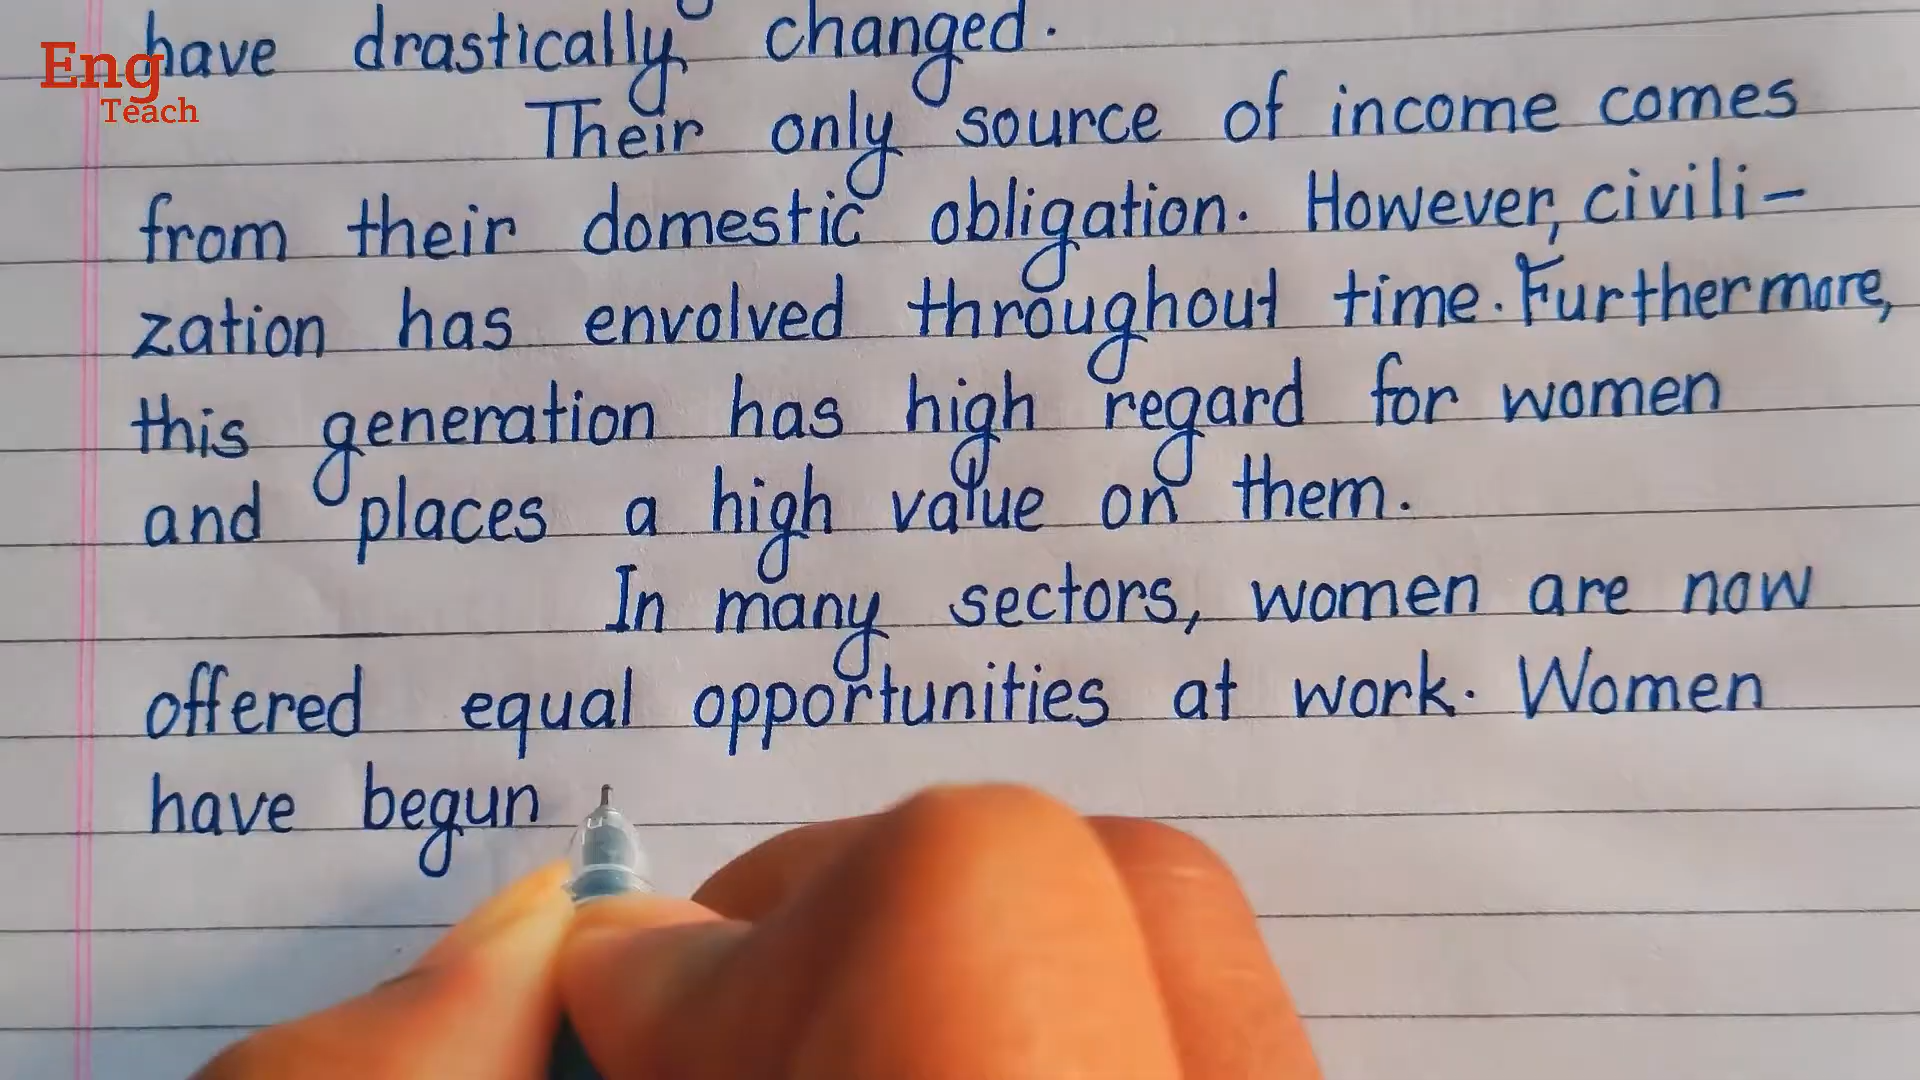 have drastically changed.
Eng
Teach
Their only source of income comes
from their domestic obligation. However, civili-
zation has envolved throughout time. Furthermore,
this generation has high regard for women
and places a high value on them.
In many sectors, women are now
offered equal opportunities at work. Women
have begun